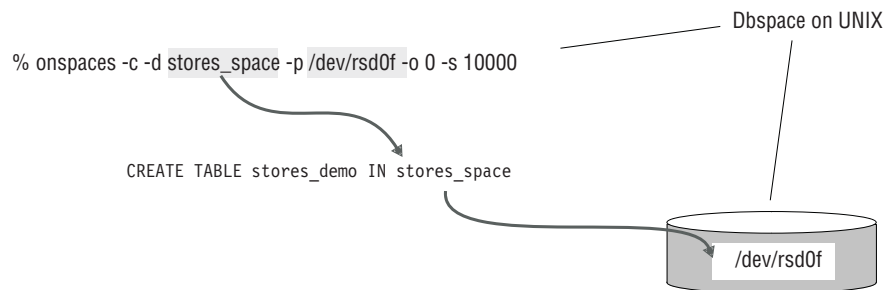 Dbspace on UNIX
% onspaces -c -d stores_space -p /dev/rsd0f -o 0 -s 10000
CREATE TABLE stores_demo IN stores_space
/dev/rsd0f